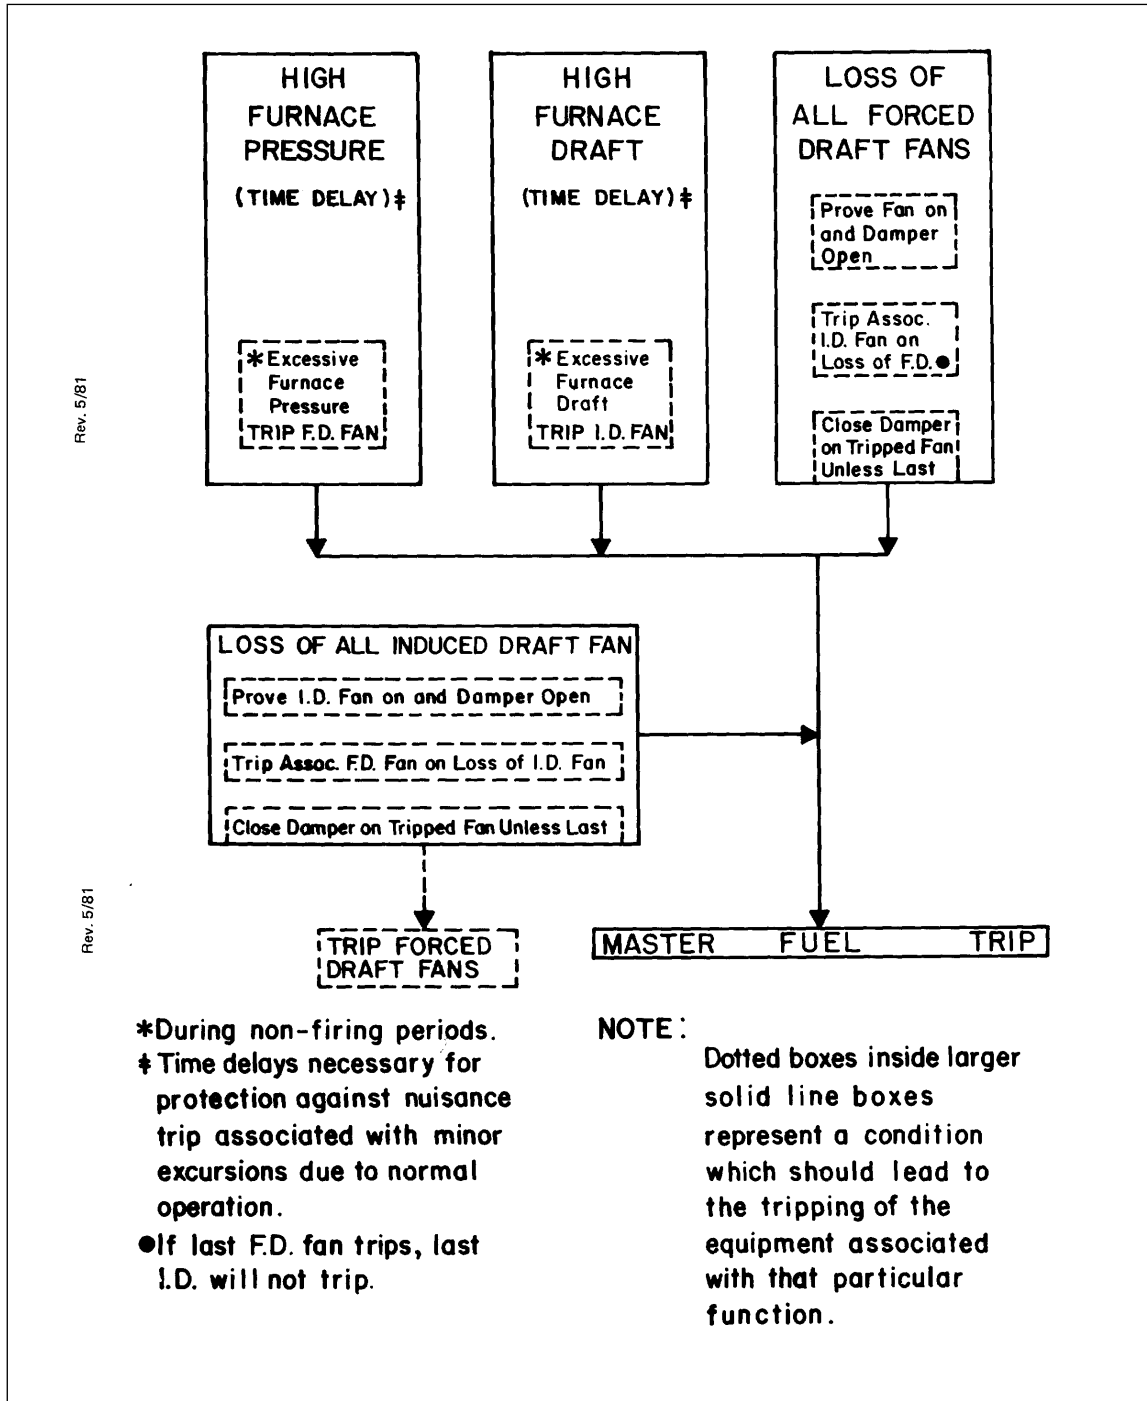 HIGH
FURNACE
PRESSURE
(TIME DELAY)‡
*Excessive
Furnace
Pressure
TRIP F.D. FAN
HIGH
FURNACE
DRAFT
(TIME DELAY)‡
*Excessive
Furnace
Draft
TRIP I.D. FAN
LOSS OF
ALL FORCED
DRAFT FANS
Prove Fan on
and Damper
Open
Trip Assoc.
I.D. Fan on
Loss of F.D.●
Close Damper
on Tripped Fan
Unless Last
Rev. 5/81
LOSS OF ALL INDUCED DRAFT FAN
Prove I.D. Fan on and Damper Open
Trip Assoc. F.D. Fan on Loss of I.D. Fan
Close Damper on Tripped Fan Unless Last
Rev. 5/81
TRIP FORCED
DRAFT FANS
MASTER FUEL TRIP
*During non-firing periods.
‡Time delays necessary for
protection against nuisance
trip associated with minor
excursions due to normal
operation.
●If last F.D. fan trips, last
I.D. will not trip.
NOTE:
Dotted boxes inside larger
solid line boxes
represent a condition
which should lead to
the tripping of the
equipment associated
with that particular
function.